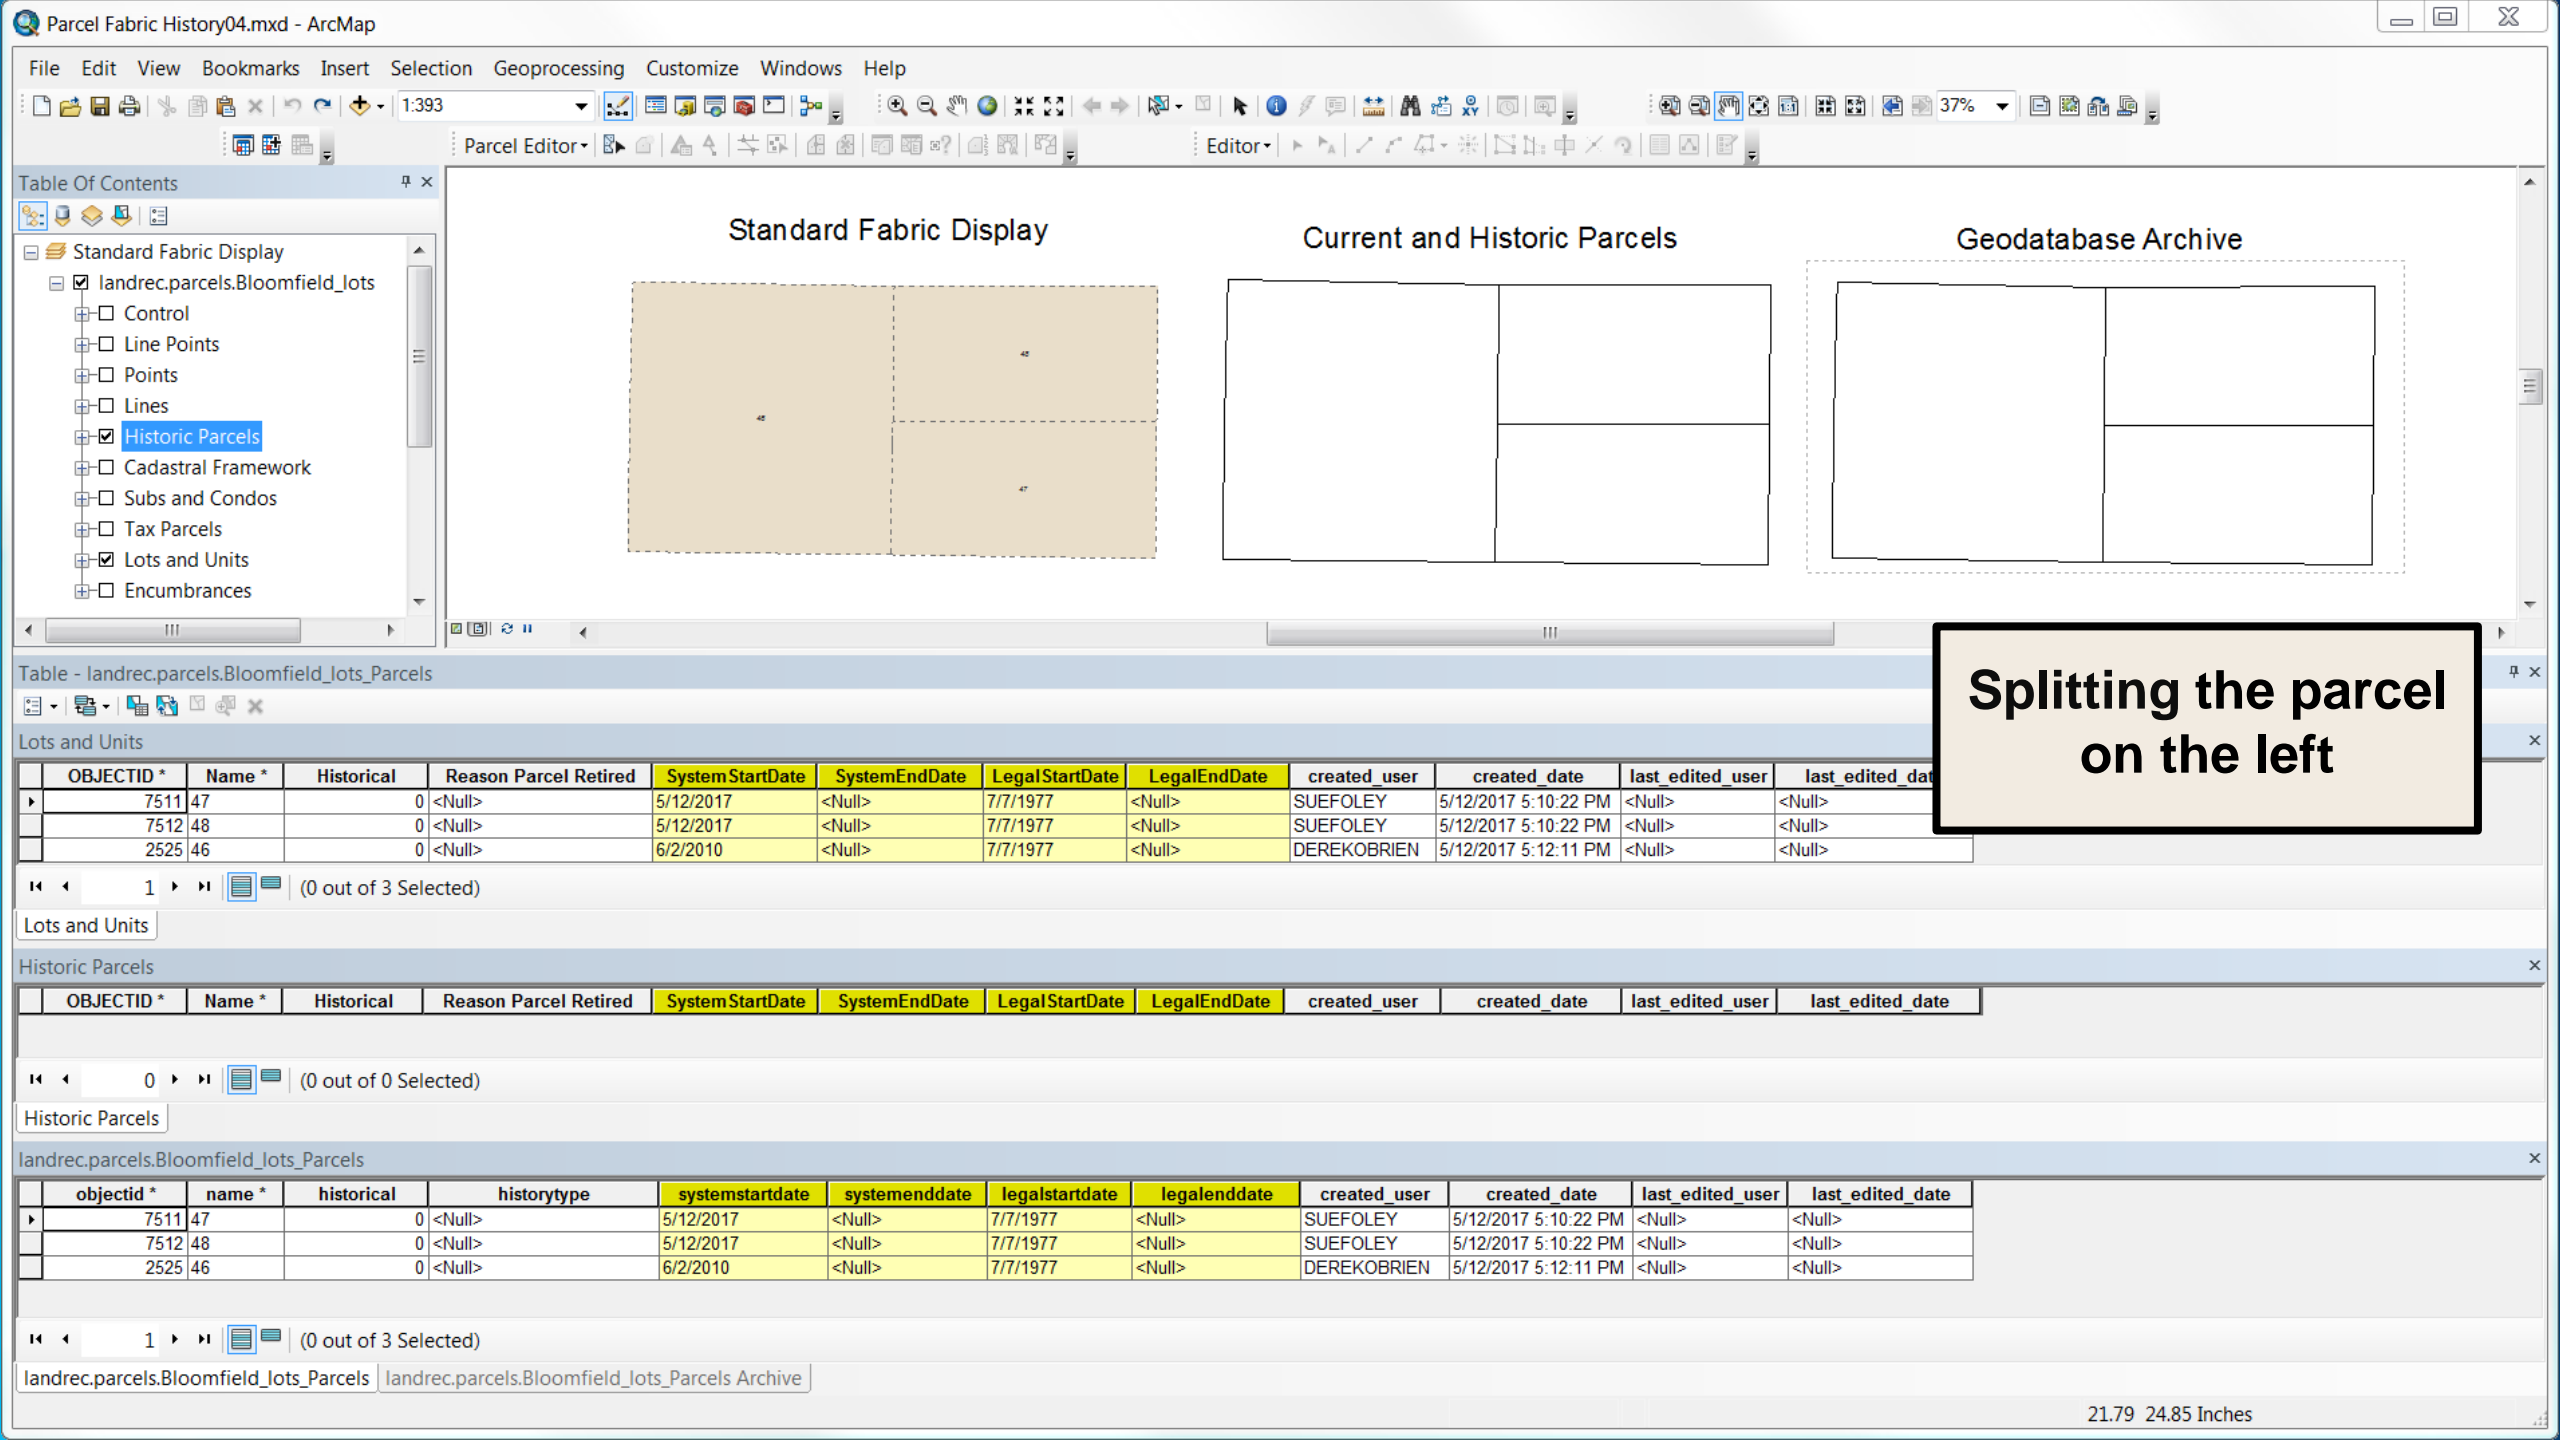 Parcel Fabric History04.mxd - ArcMap
File Edit View Bookmarks Insert Selection Geoprocessing Customize Windows Help
1:393
37%
Parcel Editor
Editor
Table Of Contents
Standard Fabric Display
landrec.parcels.Bloomfield_lots
Control
Line Points
Points
Lines
Historic Parcels
Cadastral Framework
Subs and Condos
Tax Parcels
Lots and Units
Encumbrances
Standard Fabric Display
Current and Historic Parcels
Geodatabase Archive
47
Splitting the parcel
on the left
Table - landrec.parcels.Bloomfield_lots_Parcels
Lots and Units
OBJECTID * Name * Historical Reason Parcel Retired SystemStartDate SystemEndDate LegalStartDate LegalEndDate created_user created_date last_edited_user last_edited_dat
7511 47 0 <Null> 5/12/2017 <Null> 7/7/1977 <Null> SUEFOLEY 5/12/2017 5:10:22 PM <Null> <Null>
7512 48 0 <Null> 5/12/2017 <Null> 7/7/1977 <Null> SUEFOLEY 5/12/2017 5:10:22 PM <Null> <Null>
2525 46 0 <Null> 6/2/2010 <Null> 7/7/1977 <Null> DEREKOBRIEN 5/12/2017 5:12:11 PM <Null> <Null>
1 (0 out of 3 Selected)
Lots and Units
Historic Parcels
OBJECTID * Name * Historical Reason Parcel Retired SystemStartDate SystemEndDate LegalStartDate LegalEndDate created_user created_date last_edited_user last_edited_date
0 (0 out of 0 Selected)
Historic Parcels
landrec.parcels.Bloomfield_lots_Parcels
objectid * name * historical historytype systemstartdate systemenddate legalstartdate legalenddate created_user created_date last_edited_user last_edited_date
7511 47 0 <Null> 5/12/2017 <Null> 7/7/1977 <Null> SUEFOLEY 5/12/2017 5:10:22 PM <Null> <Null>
7512 48 0 <Null> 5/12/2017 <Null> 7/7/1977 <Null> SUEFOLEY 5/12/2017 5:10:22 PM <Null> <Null>
2525 46 0 <Null> 6/2/2010 <Null> 7/7/1977 <Null> DEREKOBRIEN 5/12/2017 5:12:11 PM <Null> <Null>
1 (0 out of 3 Selected)
landrec.parcels.Bloomfield_lots_Parcels landrec.parcels.Bloomfield_lots_Parcels Archive
21.79 24.85 Inches